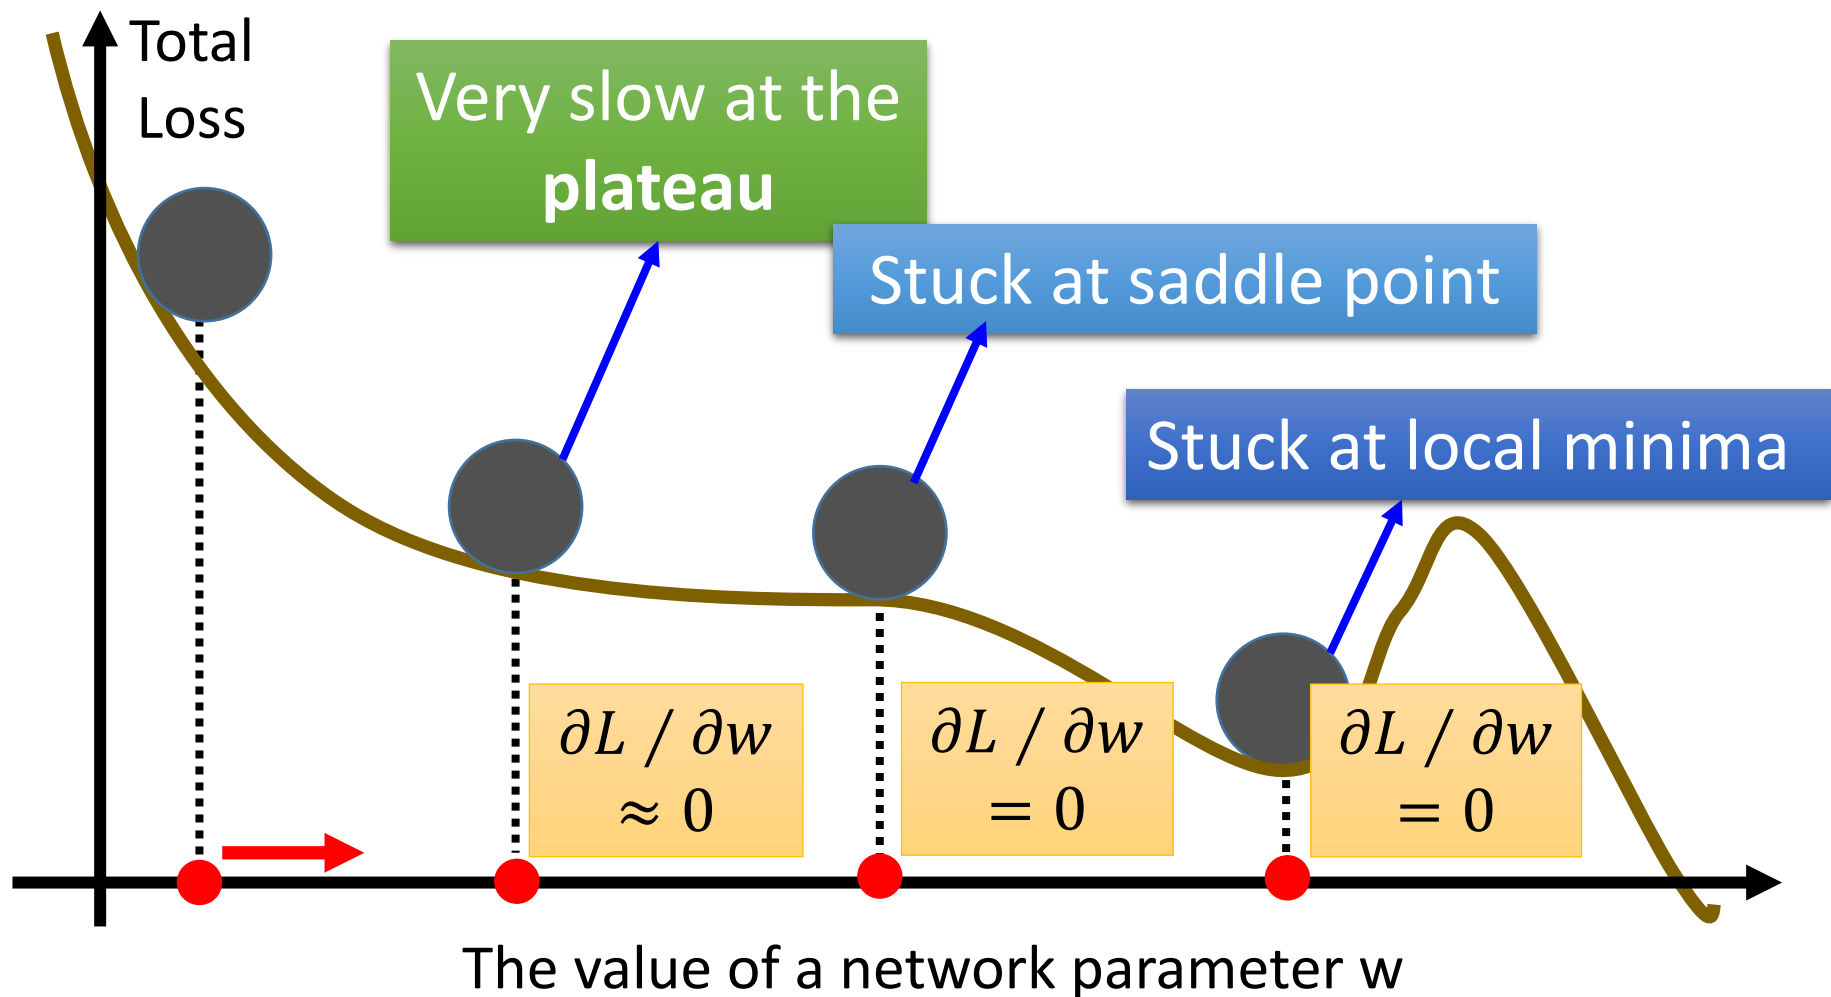 Total
Loss
Very slow at the
plateau
Stuck at saddle point
Stuck at local minima
∂L / ∂w
≈ 0
∂L / ∂w
= 0
∂L / ∂w
= 0
The value of a network parameter w